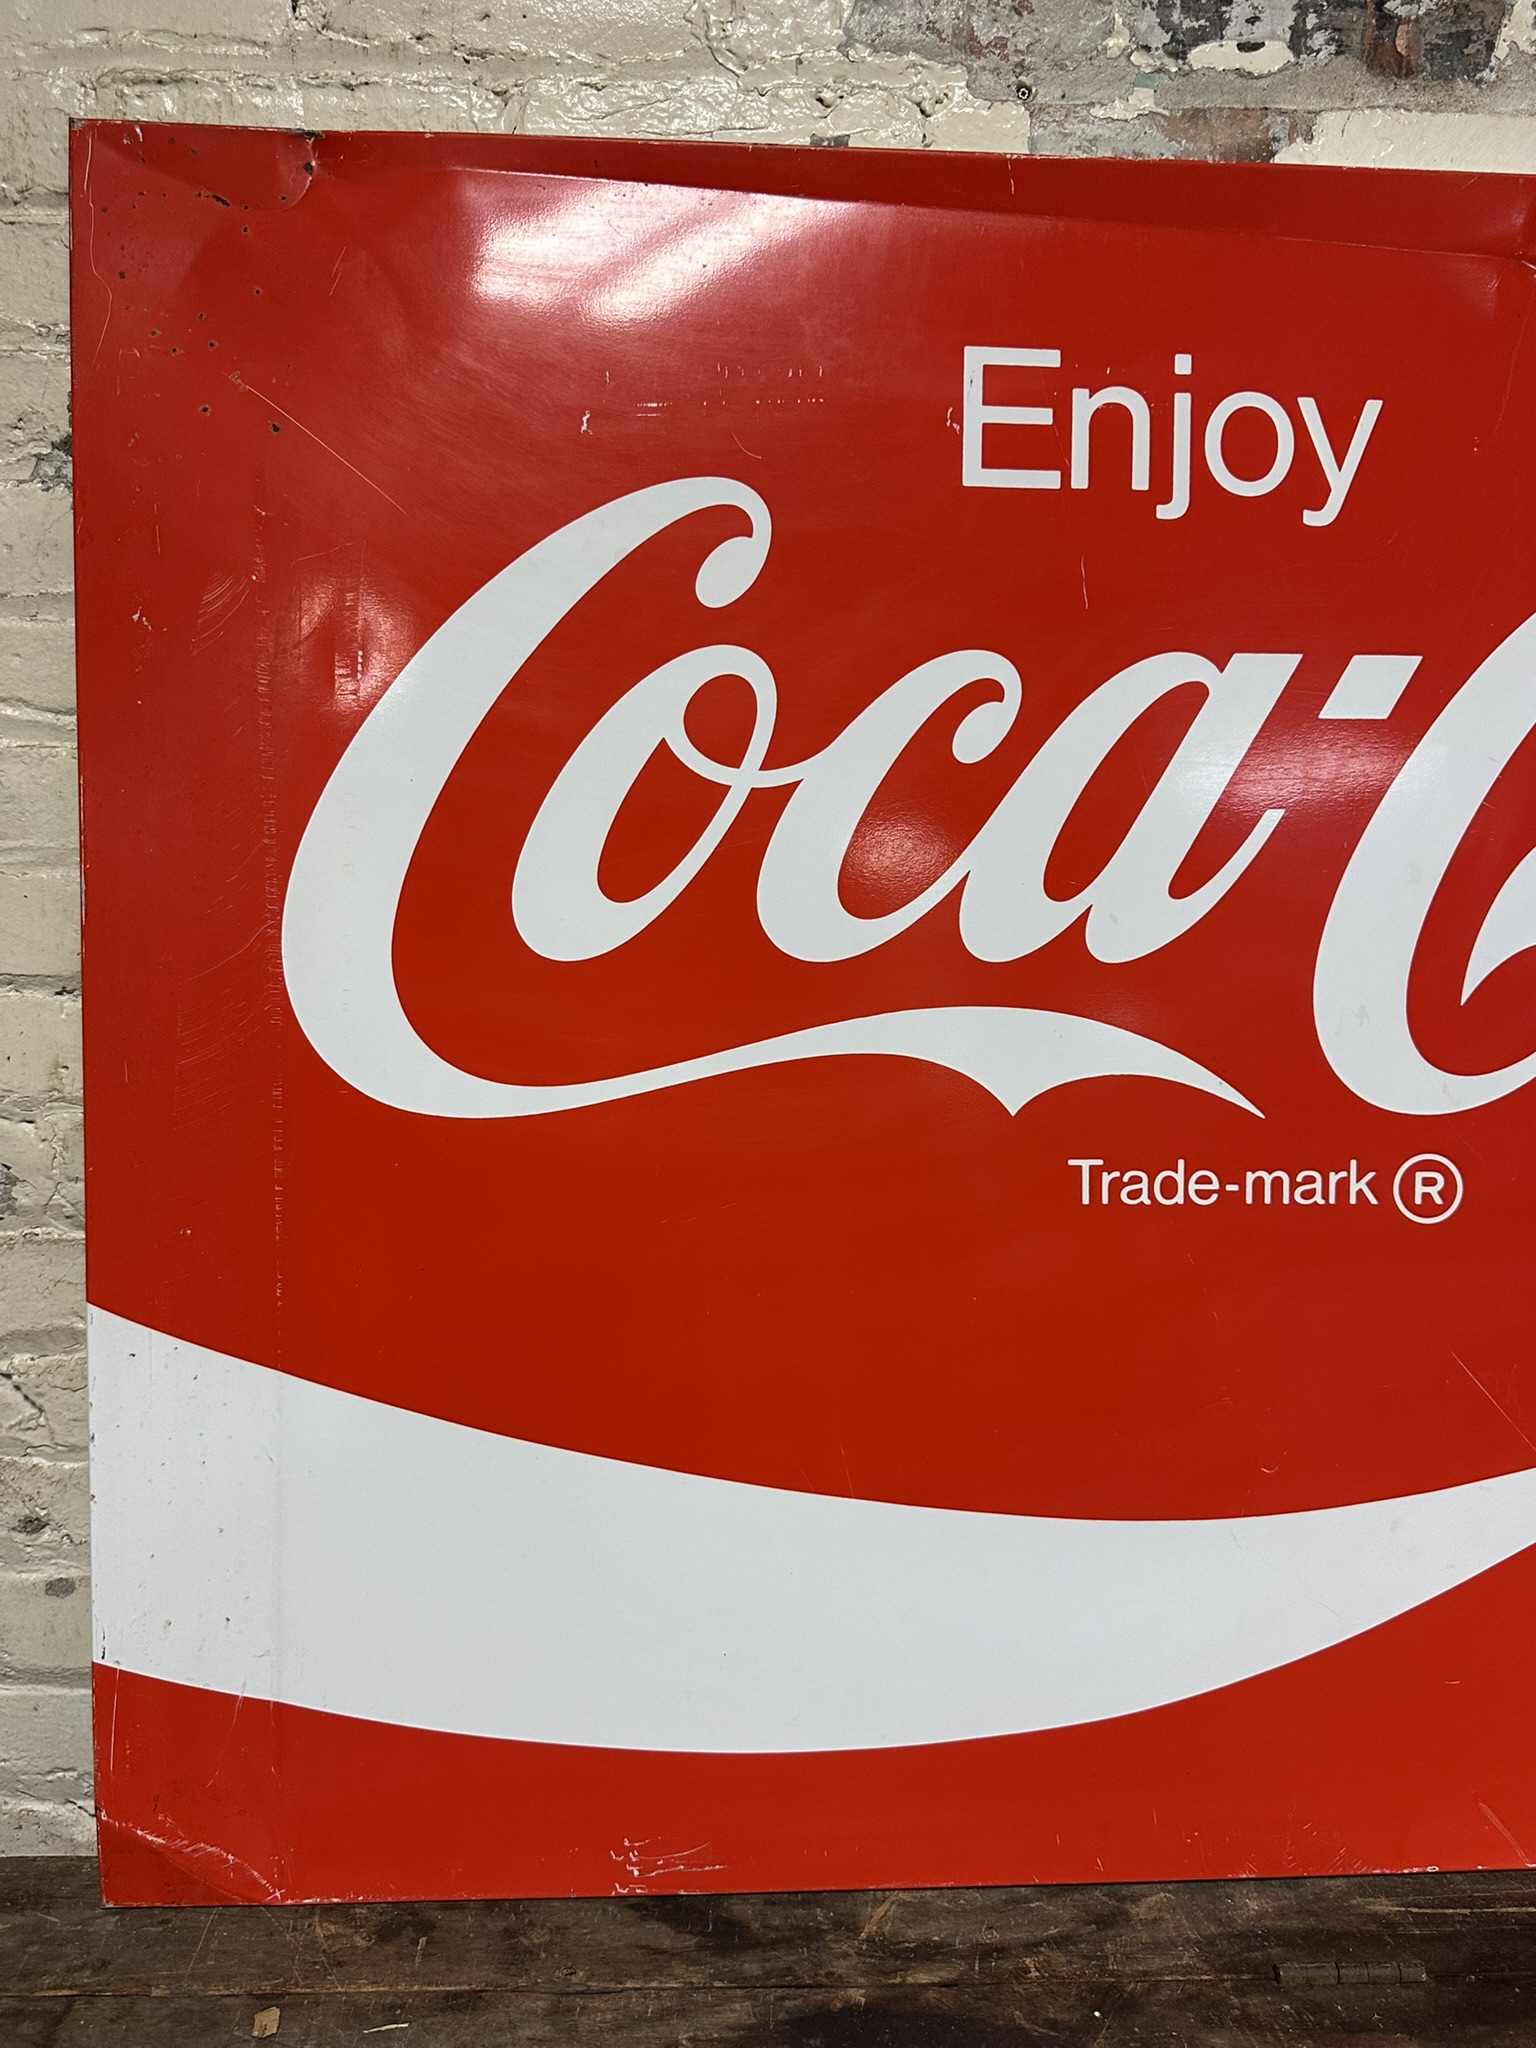 Enjoy
Coca-C
Trade-mark ®